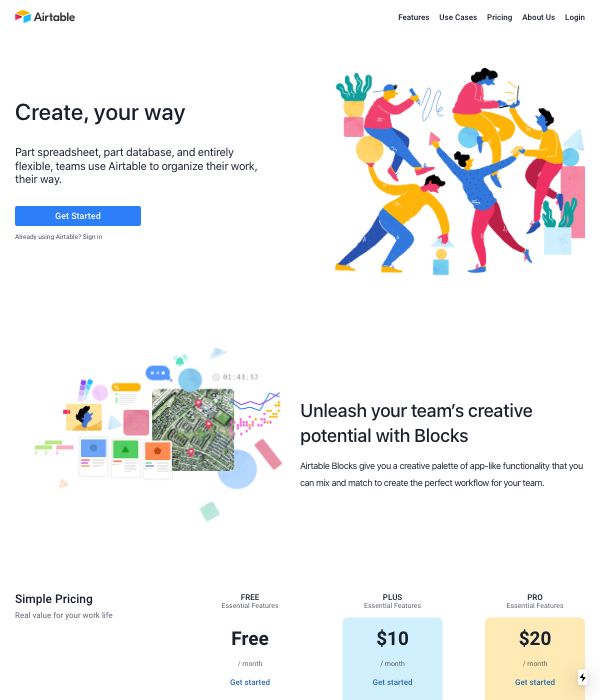 Airtable
Features Use Cases Pricing About Us Login
Create, your way
Part spreadsheet, part database, and entirely
flexible, teams use Airtable to organize their work,
their way.
Get Started
Already using Airtable? Sign in
01:43:52
Unleash your team’s creative
potential with Blocks
Airtable Blocks give you a creative palette of app-like functionality that you
can mix and match to create the perfect workflow for your team.
Simple Pricing
Real value for your work life
FREE
Essential Features
Free
/ month
Get started
PLUS
Essential Features
$10
/ month
Get started
PRO
Essential Features
$20
/ month
Get started